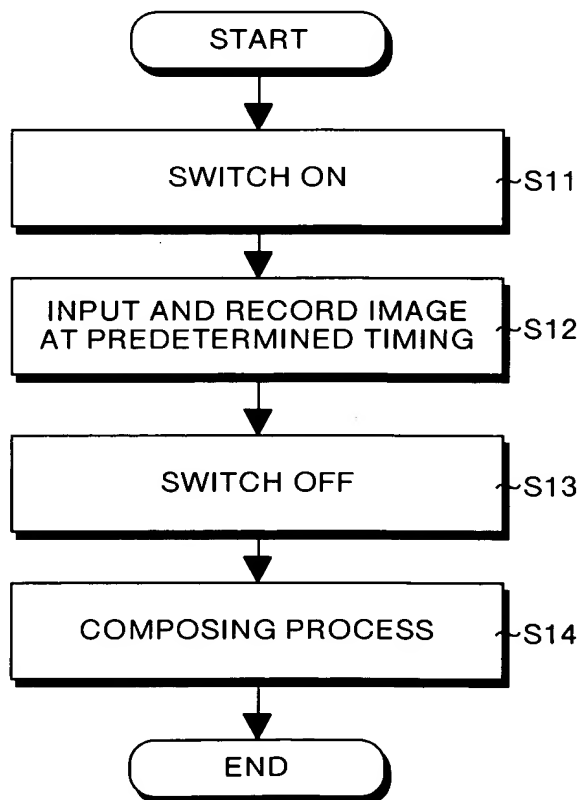 START
SWITCH ON
S11
INPUT AND RECORD IMAGE
AT PREDETERMINED TIMING
S12
SWITCH OFF
S13
COMPOSING PROCESS
S14
END